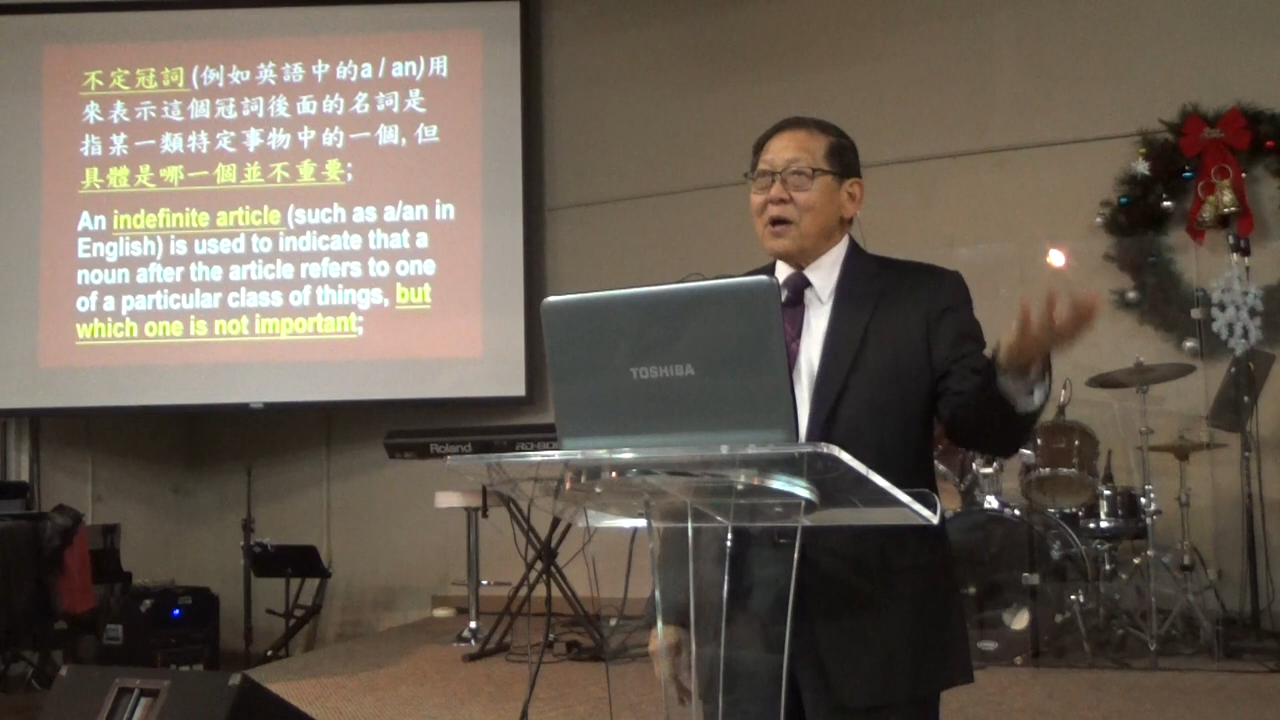 不定冠詞 (例如英語中的a / an)用
來表示這個冠詞後面的名詞是
指某一類特定事物中的一個, 但
具體是哪一個並不重要;
An indefinite article (such as a/an in
English) is used to indicate that a
noun after the article refers to one
of a particular class of things, but
which one is not important;
TOSHIBA
Roland